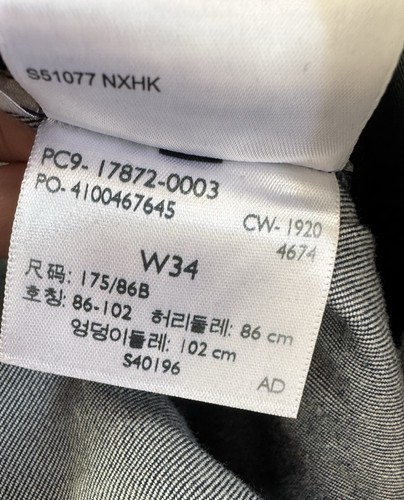 S51077 NXHK
PC9- 17872-0003
PO- 4100467645
CW- 1920
4674
W34
尺码: 175/86B
호칭: 86-102 허리둘레: 86 cm
엉덩이둘레: 102 cm
S40196
AD